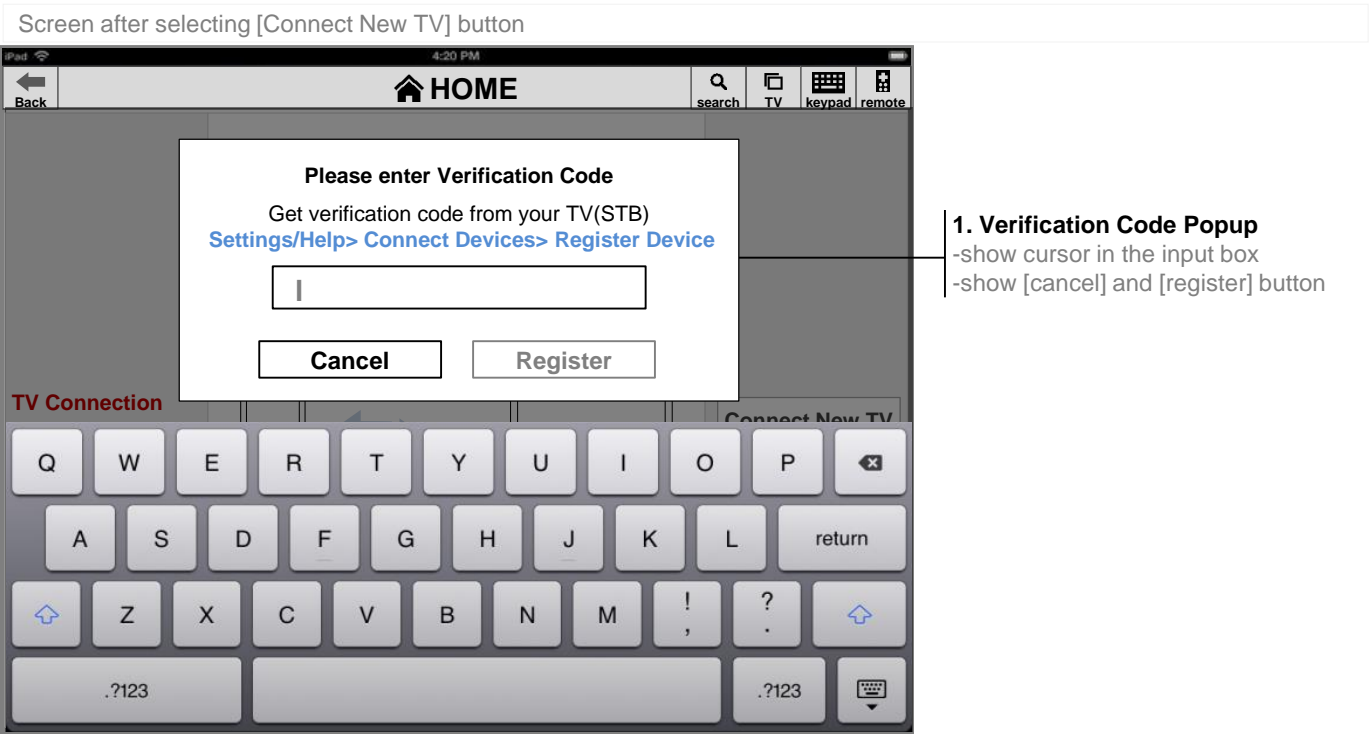 Screen after selecting [Connect New TV] button
iPad 4:20 PM
Back HOME search TV keypad remote
Please enter Verification Code
Get verification code from your TV(STB)
Settings/Help> Connect Devices> Register Device
Cancel Register
TV Connection
Connect New TV
1. Verification Code Popup
-show cursor in the input box
-show [cancel] and [register] button
Q W E R T Y U I O P
A S D F G H J K L return
Z X C V B N M ! , ? .
.?123 .?123